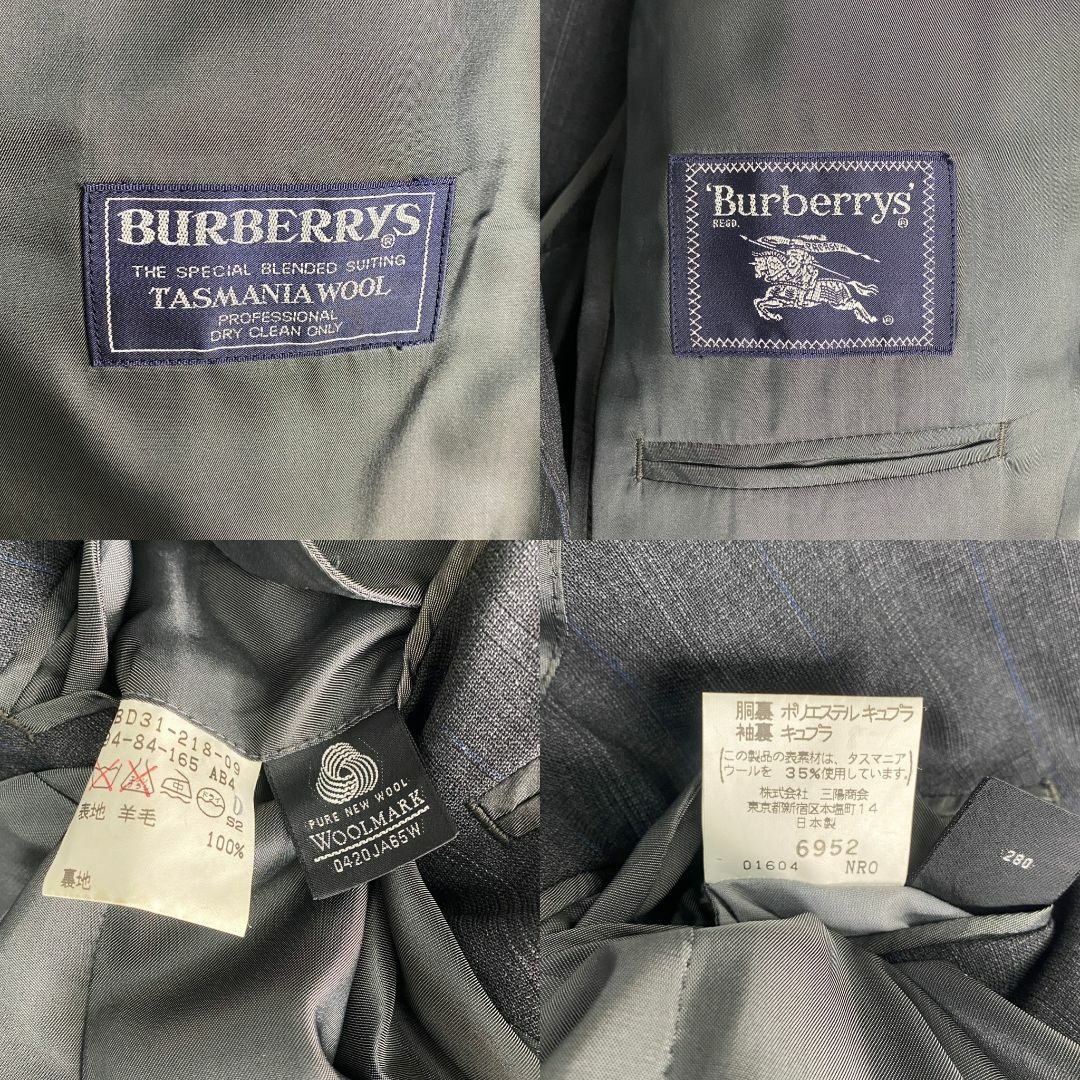 BURBERRYS
®
THE SPECIAL BLENDED SUITING
TASMANIA WOOL
PROFESSIONAL
DRY CLEAN ONLY
'Burberrys'
REGD.
®
®
BD31-218-09
94-84-165 AB4
ドライ
D
S2
表地 羊毛
100%
裏地
PURE NEW WOOL
WOOLMARK
0420JA65W
胴裏 ポリエステル キュプラ
袖裏 キュプラ
(この製品の表素材は、タスマニア
ウールを 35%使用しています。)
株式会社 三陽商会
東京都新宿区本塩町14
日本製
6952
01604 NRO
280